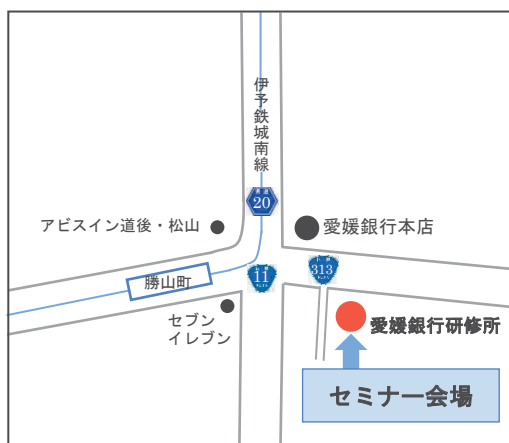 伊予鉄城南線
県道
20
アビスイン道後・松山
愛媛銀行本店
勝山町
11
313
セブン
イレブン
愛媛銀行研修所
セミナー会場